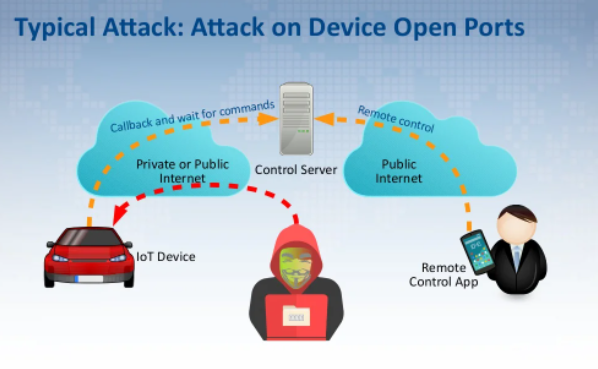 Typical Attack: Attack on Device Open Ports
Callback and wait for commands
Remote control
Private or Public
Internet
Control Server
Public
Internet
IoT Device
Remote
Control App